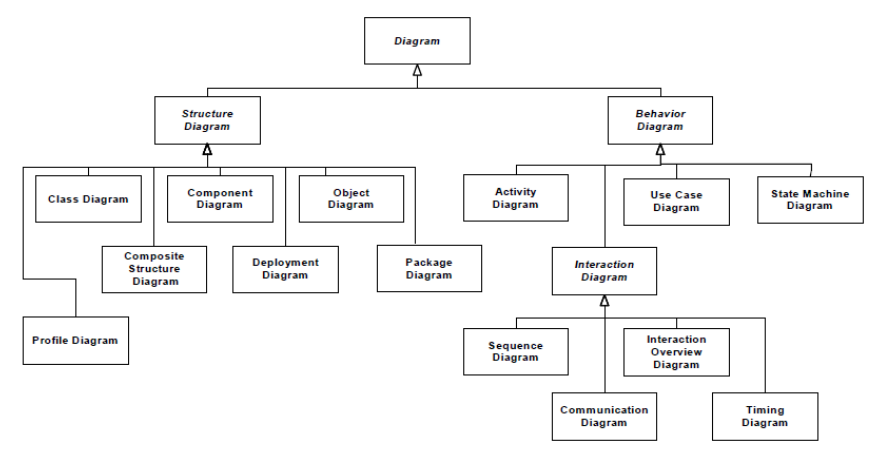 Diagram
Structure
Diagram
Behavior
Diagram
Class Diagram
Component
Diagram
Object
Diagram
Activity
Diagram
Use Case
Diagram
State Machine
Diagram
Composite
Structure
Diagram
Deployment
Diagram
Package
Diagram
Interaction
Diagram
Profile Diagram
Sequence
Diagram
Interaction
Overview
Diagram
Communication
Diagram
Timing
Diagram